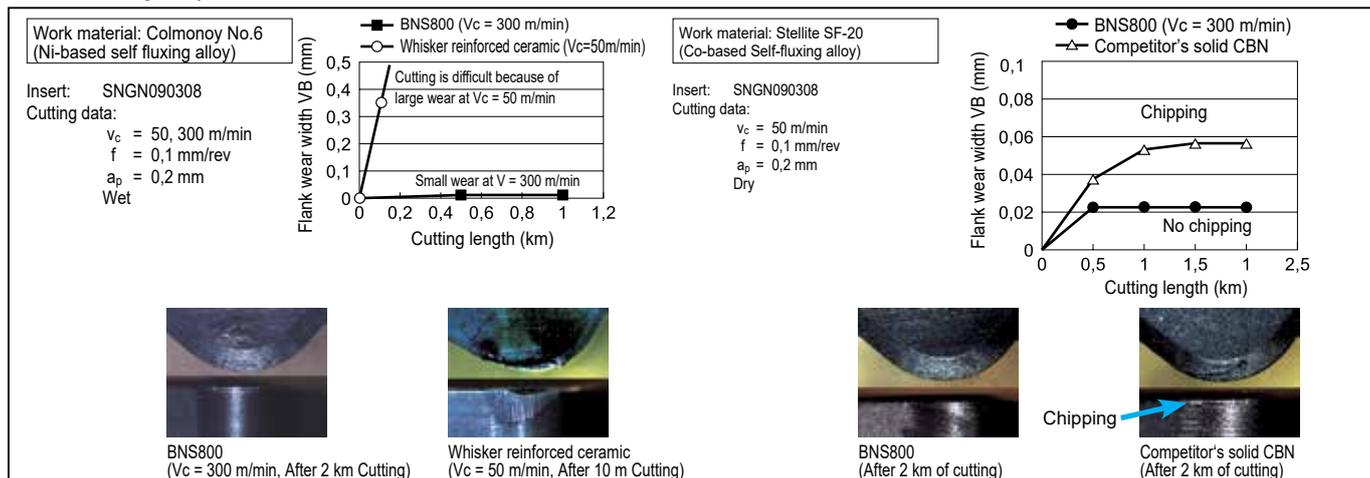 Work material: Colmonoy No.6
(Ni-based self fluxing alloy)
Insert: SNGN090308
Cutting data:
vc = 50, 300 m/min
f = 0,1 mm/rev
ap = 0,2 mm
Wet
BNS800 (Vc = 300 m/min)
Whisker reinforced ceramic (Vc=50m/min)
Flank wear width VB (mm)
0,5
0,4
0,3
0,2
0,1
0
Cutting is difficult because of
large wear at Vc = 50 m/min
Small wear at V = 300 m/min
0 0,2 0,4 0,6 0,8 1 1,2
Cutting length (km)
Work material: Stellite SF-20
(Co-based Self-fluxing alloy)
Insert: SNGN090308
Cutting data:
vc = 50 m/min
f = 0,1 mm/rev
ap = 0,2 mm
Dry
BNS800 (Vc = 300 m/min)
Competitor's solid CBN
Flank wear width VB (mm)
0,1
0,08
0,06
0,04
0,02
0
Chipping
No chipping
0 0,5 1 1,5 1 2,5
Cutting length (km)
BNS800
(Vc = 300 m/min, After 2 km Cutting)
Whisker reinforced ceramic
(Vc = 50 m/min, After 10 m Cutting)
BNS800
(After 2 km of cutting)
Chipping
Competitor‘s solid CBN
(After 2 km of cutting)